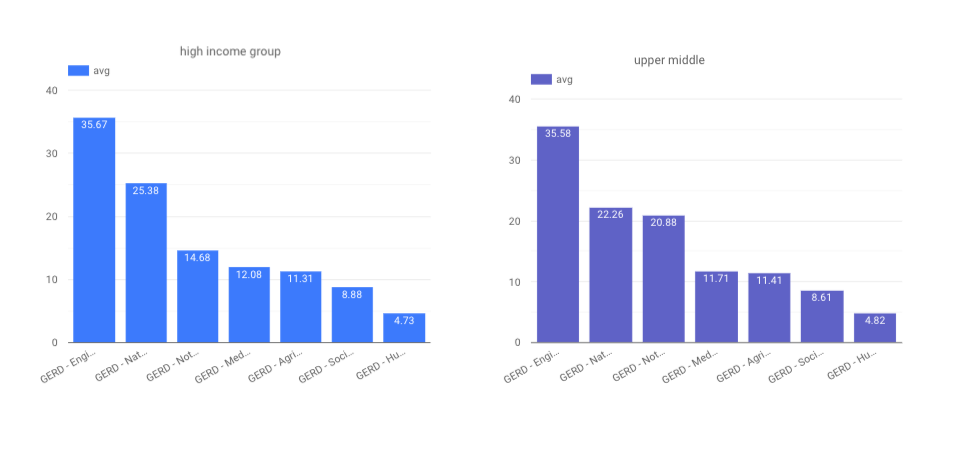 high income group
avg
40
30
20
10
0
35.67
25.38
14.68
12.08
11.31
8.88
4.73
GERD - Engi...
GERD - Nat...
GERD - Not...
GERD - Med...
GERD - Agri...
GERD - Soci...
GERD - Hu...
upper middle
avg
40
30
20
10
0
35.58
22.26
20.88
11.71
11.41
8.61
4.82
GERD - Engi...
GERD - Nat...
GERD - Not...
GERD - Med...
GERD - Agri...
GERD - Soci...
GERD - Hu...